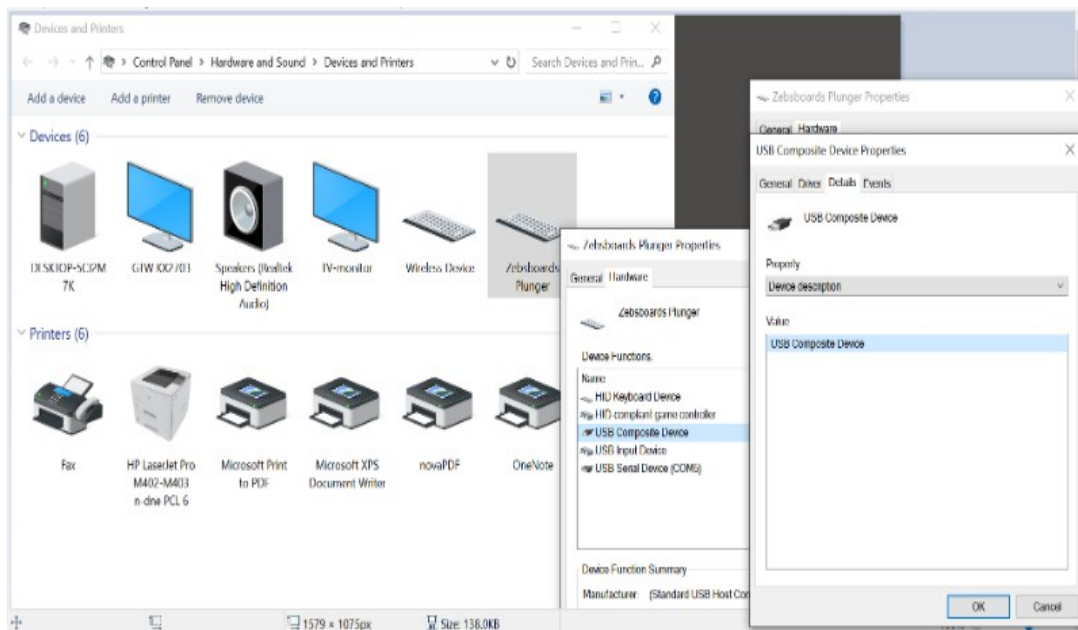 Devices and Printers
Control Panel > Hardware and Sound > Devices and Printers
Search Devices and Prin...
Add a device Add a printer Remove device
Devices (6)
7K
GTW KX2703
Speakers (Realtek
High Definition
Audio)
TV-monitor
Wireless Device
Zebsboards
Plunger
Printers (6)
Fax
HP LaserJet Pro
M402-M403
n-dne PCL 6
Microsoft Print
to PDF
Microsoft XPS
Document Writer
novaPDF
OneNote
1579 × 1075px
Size: 138.0KB
Zebsboards Plunger Properties
General Hardware
Zebsboards Plunger
Device Functions:
Name
HID Keyboard Device
HID-compliant game controller
USB Composite Device
USB Input Device
USB Serial Device (COM5)
Device Function Summary
Manufacturer: (Standard USB Host Con
Zebsboards Plunger Properties
General Hardware
USB Composite Device Properties
General Driver Details Events
USB Composite Device
Property
Device description
Value
USB Composite Device
OK Cancel